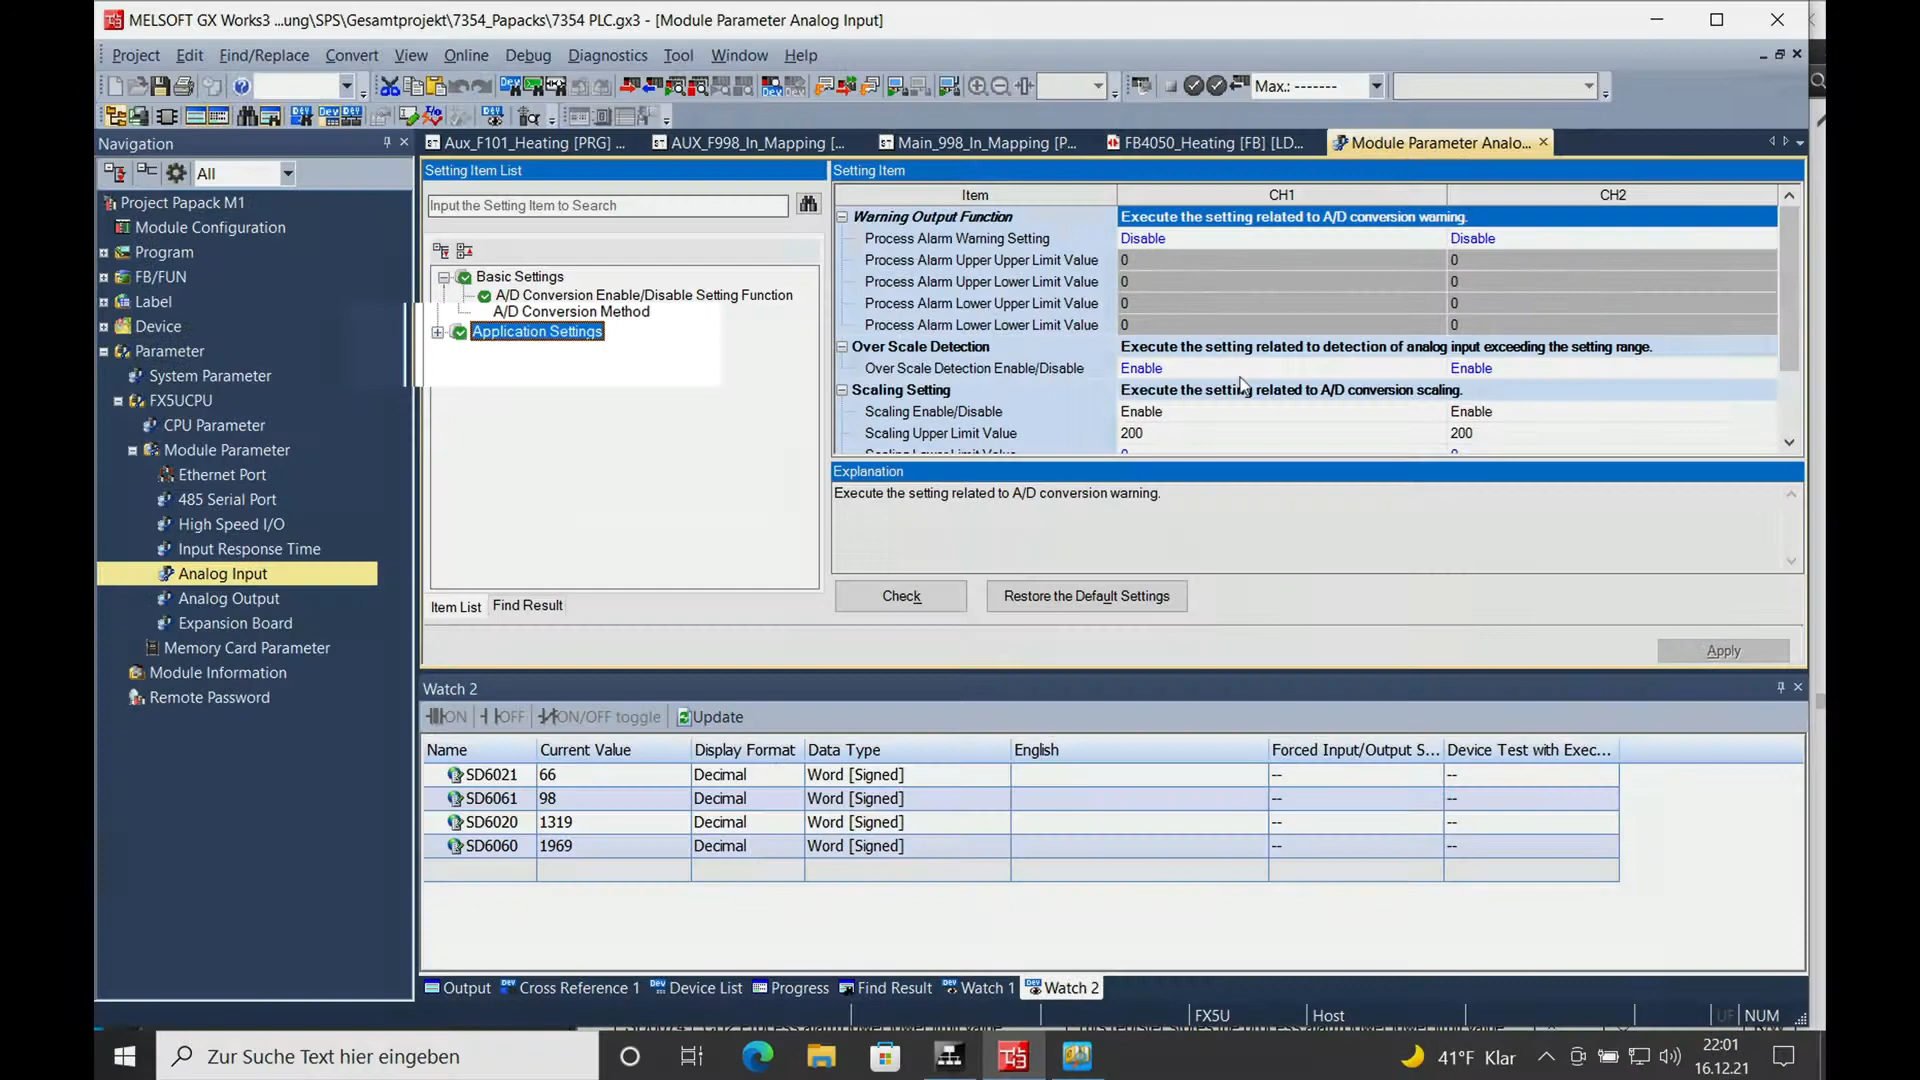 MELSOFT GX Works3 ...ung\SPS\Gesamtprojekt\7354_Papacks\7354 PLC.gx3 - [Module Parameter Analog Input]
Project Edit Find/Replace Convert View Online Debug Diagnostics Tool Window Help
Max.: -------
Navigation
All
Project Papack M1
Module Configuration
Program
FB/FUN
Label
Device
Parameter
System Parameter
FX5UCPU
CPU Parameter
Module Parameter
Ethernet Port
485 Serial Port
High Speed I/O
Input Response Time
Analog Input
Analog Output
Expansion Board
Memory Card Parameter
Module Information
Remote Password
Aux_F101_Heating [PRG] ...
AUX_F998_In_Mapping [...
Main_998_In_Mapping [P...
FB4050_Heating [FB] [LD...
Module Parameter Analo...
Setting Item List
Input the Setting Item to Search
Basic Settings
A/D Conversion Enable/Disable Setting Function
A/D Conversion Method
Application Settings
Item List Find Result
Setting Item
Item CH1 CH2
Warning Output Function Execute the setting related to A/D conversion warning.
Process Alarm Warning Setting Disable Disable
Process Alarm Upper Upper Limit Value 0 0
Process Alarm Upper Lower Limit Value 0 0
Process Alarm Lower Upper Limit Value 0 0
Process Alarm Lower Lower Limit Value 0 0
Over Scale Detection Execute the setting related to detection of analog input exceeding the setting range.
Over Scale Detection Enable/Disable Enable Enable
Scaling Setting Execute the setting related to A/D conversion scaling.
Scaling Enable/Disable Enable Enable
Scaling Upper Limit Value 200 200
Explanation
Execute the setting related to A/D conversion warning.
Check Restore the Default Settings
Apply
Watch 2
ON OFF ON/OFF toggle Update
Name Current Value Display Format Data Type English Forced Input/Output S... Device Test with Exec...
SD6021 66 Decimal Word [Signed] -- --
SD6061 98 Decimal Word [Signed] -- --
SD6020 1319 Decimal Word [Signed] -- --
SD6060 1969 Decimal Word [Signed] -- --
Output Cross Reference 1 Device List Progress Find Result Watch 1 Watch 2
FX5U Host NUM
Zur Suche Text hier eingeben
41°F Klar
22:01
16.12.21